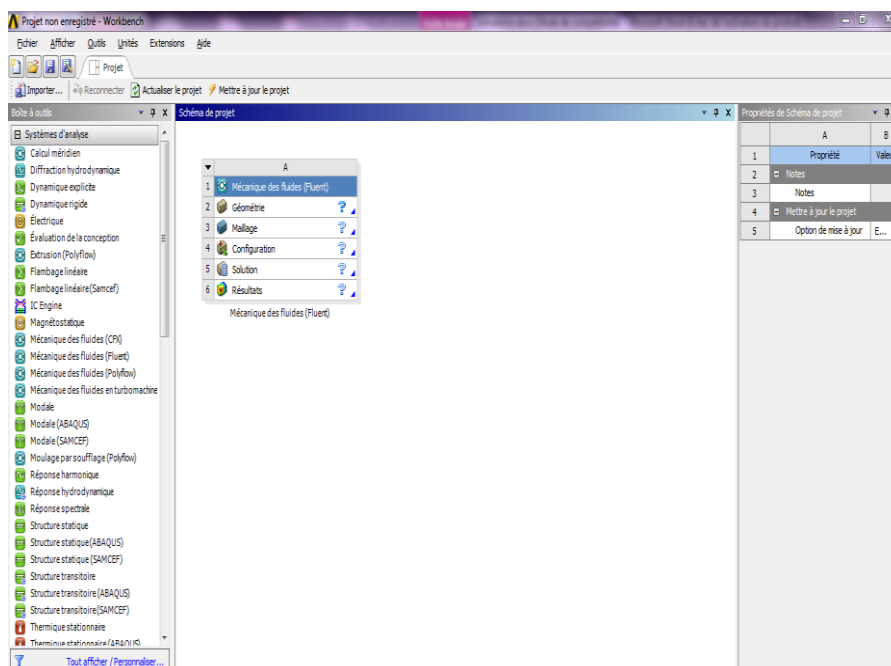 Projet non enregistré - Workbench
Fichier Afficher Outils Unités Extensions Aide
Projet
Importer... Reconnecter Actualiser le projet Mettre à jour le projet
Boîte à outils
Systèmes d'analyse
Calcul méridien
Diffraction hydrodynamique
Dynamique explicite
Dynamique rigide
Électrique
Évaluation de la conception
Extrusion (Polyflow)
Flambage linéaire
Flambage linéaire (Samcef)
IC Engine
Magnétostatique
Mécanique des fluides (CFX)
Mécanique des fluides (Fluent)
Mécanique des fluides (Polyflow)
Mécanique des fluides en turbomachine
Modale
Modale (ABAQUS)
Modale (SAMCEF)
Moulage par soufflage (Polyflow)
Réponse harmonique
Réponse hydrodynamique
Réponse spectrale
Structure statique
Structure statique (ABAQUS)
Structure statique (SAMCEF)
Structure transitoire
Structure transitoire (ABAQUS)
Structure transitoire (SAMCEF)
Thermique stationnaire
Thermique stationnaire (ABAQUS)
Tout afficher / Personnaliser...
Schéma de projet
A
1 Mécanique des fluides (Fluent)
2 Géométrie ?
3 Maillage ?
4 Configuration ?
5 Solution ?
6 Résultats ?
Mécanique des fluides (Fluent)
Propriétés de Schéma de projet
A B
1 Propriété Valeu
2 Notes
3 Notes
4 Mettre à jour le projet
5 Option de mise à jour E...